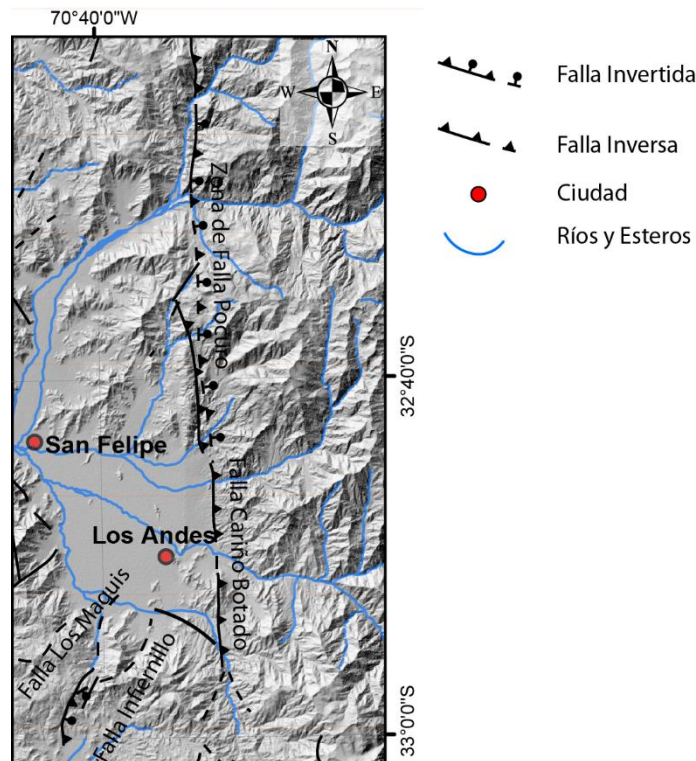 70°40'0"W
N
W
E
S
Zona de Falla Pocuro
32°40'0"S
San Felipe
Los Andes
Falla Cariño Botado
Falla Los Maquis
Falla Infiernillo
33°0'0"S
Falla Invertida
Falla Inversa
Ciudad
Ríos y Esteros